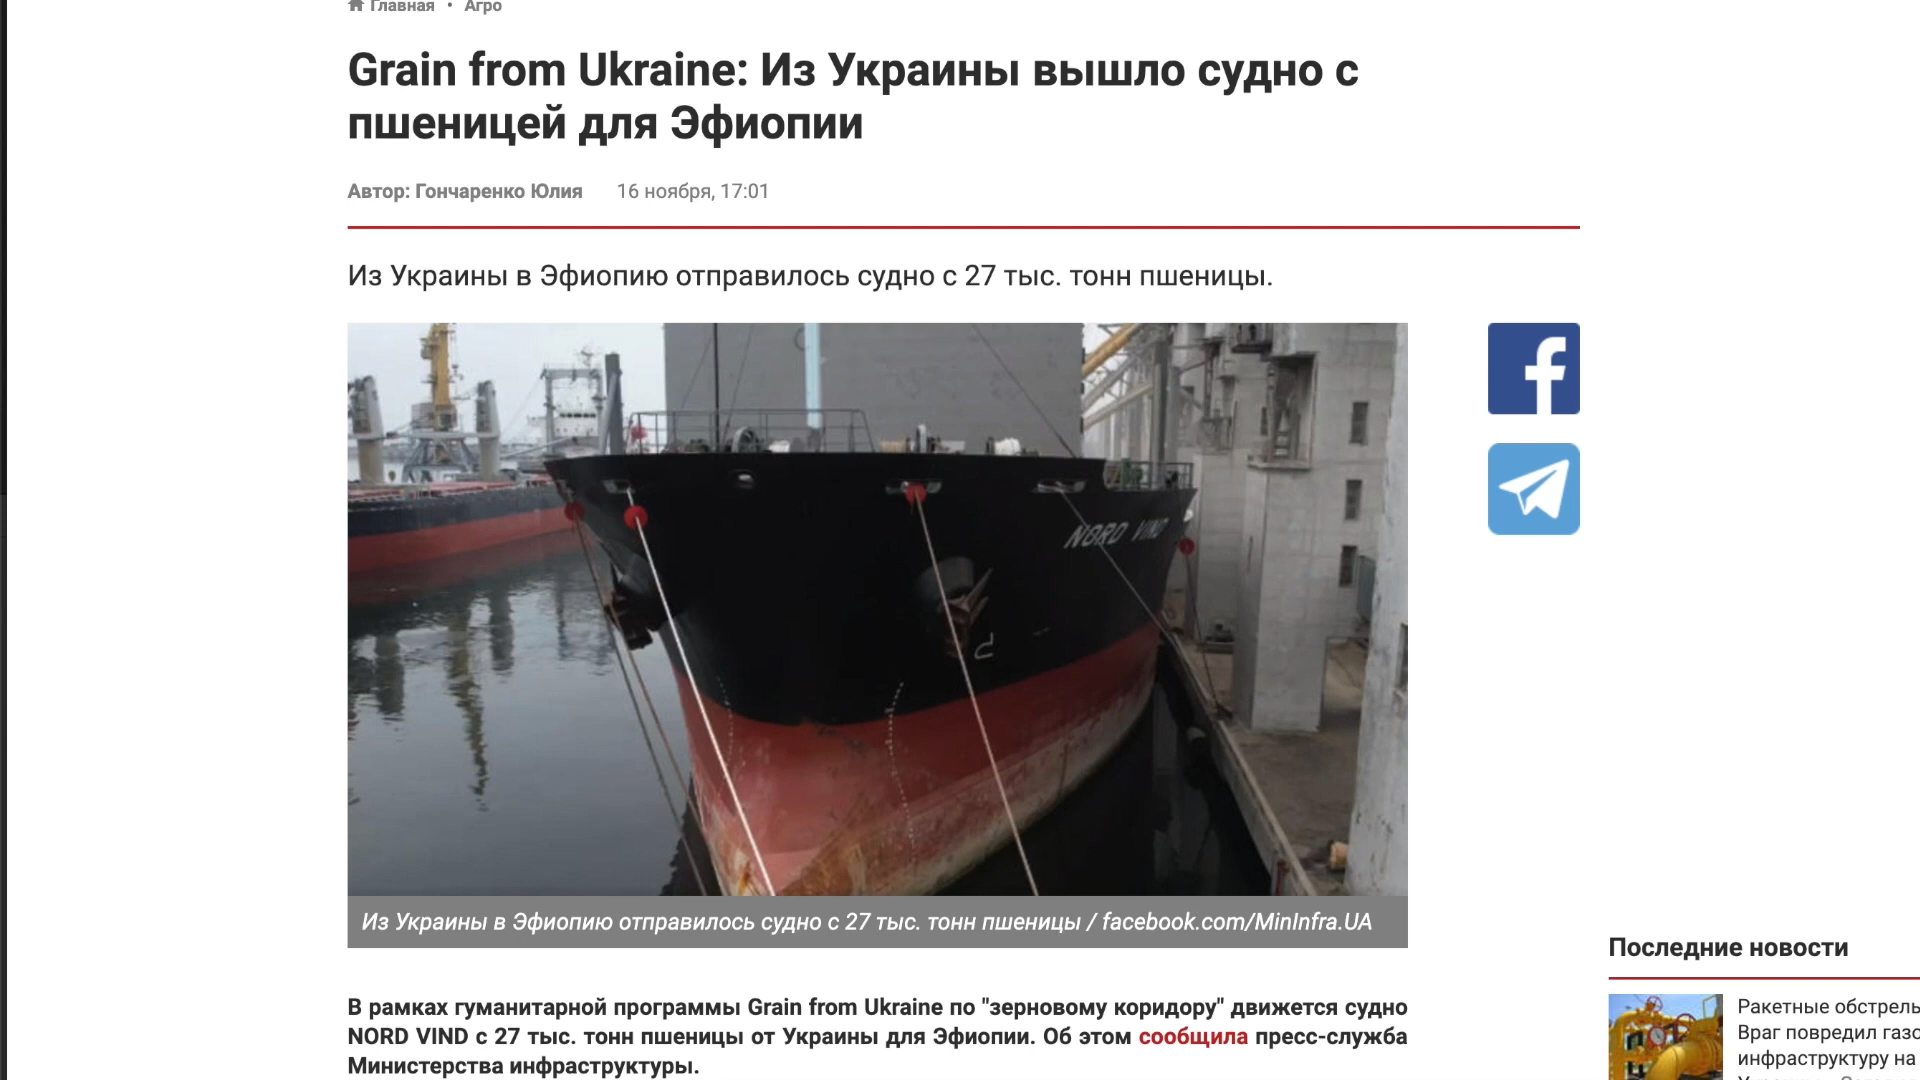 Главная • Агро
Grain from Ukraine: Из Украины вышло судно с
пшеницей для Эфиопии
Автор: Гончаренко Юлия 16 ноября, 17:01
Из Украины в Эфиопию отправилось судно с 27 тыс. тонн пшеницы.
NORD VIND
Из Украины в Эфиопию отправилось судно с 27 тыс. тонн пшеницы / facebook.com/MinInfra.UA
В рамках гуманитарной программы Grain from Ukraine по "зерновому коридору" движется судно
NORD VIND с 27 тыс. тонн пшеницы от Украины для Эфиопии. Об этом сообщила пресс-служба
Министерства инфраструктуры.
Последние новости
Ракетные обстрелы
Враг повредил газо
инфраструктуру на